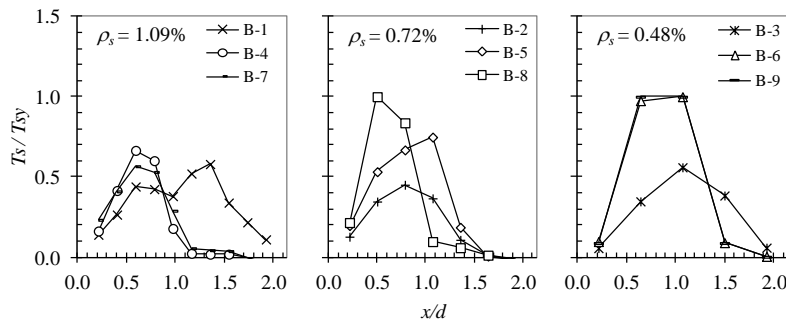 1.5
1.0
0.5
0.0
Ts / Tsy
ρs = 1.09%
B-1
B-4
B-7
0.0 0.5 1.0 1.5 2.0
ρs = 0.72%
B-2
B-5
B-8
0.0 0.5 1.0 1.5 2.0
ρs = 0.48%
B-3
B-6
B-9
0.0 0.5 1.0 1.5 2.0
x/d